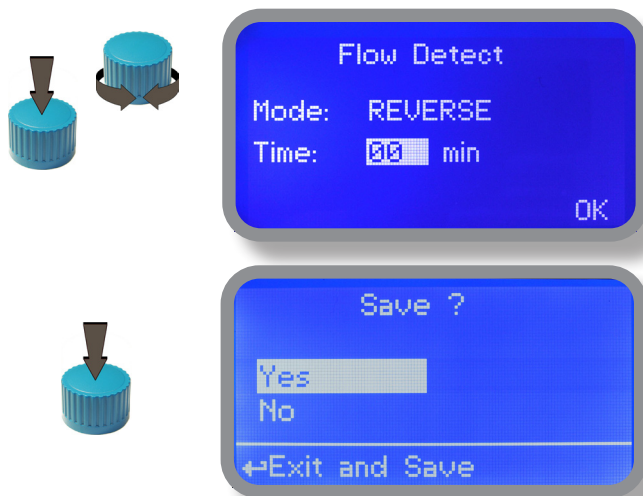 Flow Detect
Mode: REVERSE
Time: 00 min
OK
Save ?
Yes
No
↩Exit and Save